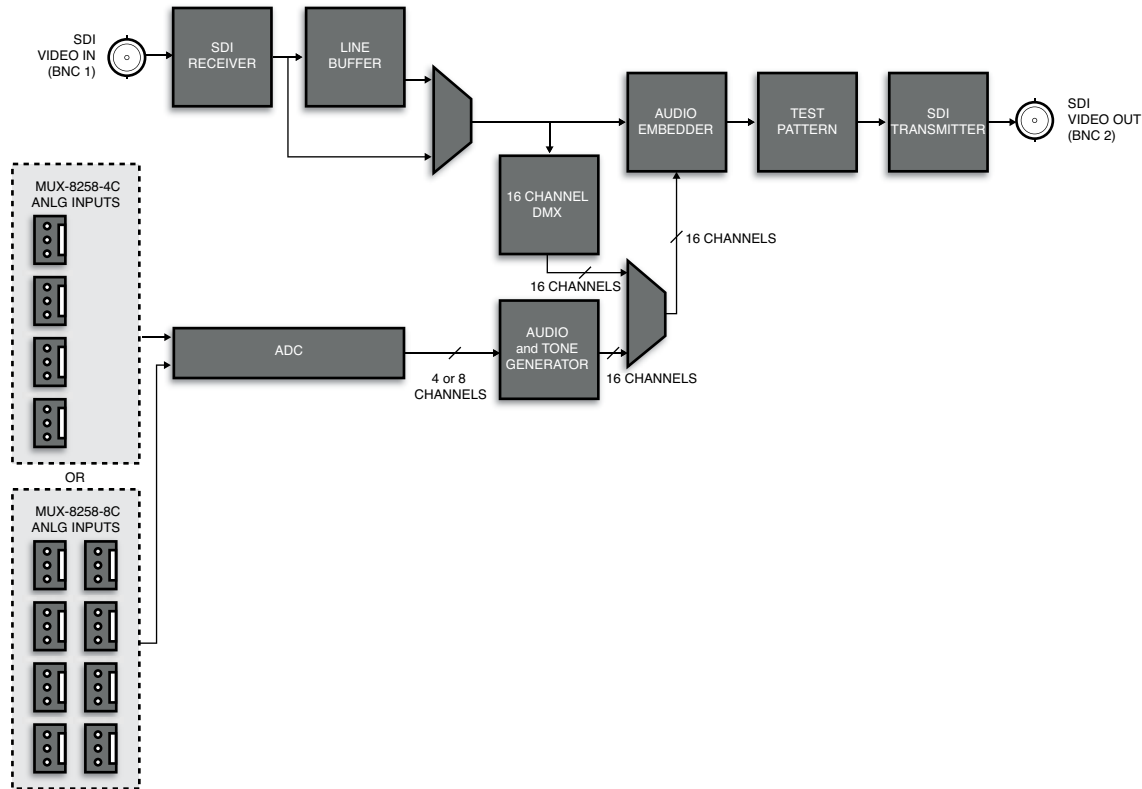 SDI
VIDEO IN
(BNC 1)
SDI
RECEIVER
LINE
BUFFER
AUDIO
EMBEDDER
TEST
PATTERN
SDI
TRANSMITTER
SDI
VIDEO OUT
(BNC 2)
MUX-8258-4C
ANLG INPUTS
16 CHANNEL
DMX
16 CHANNELS
16 CHANNELS
ADC
4 or 8
CHANNELS
AUDIO
and TONE
GENERATOR
16 CHANNELS
OR
MUX-8258-8C
ANLG INPUTS